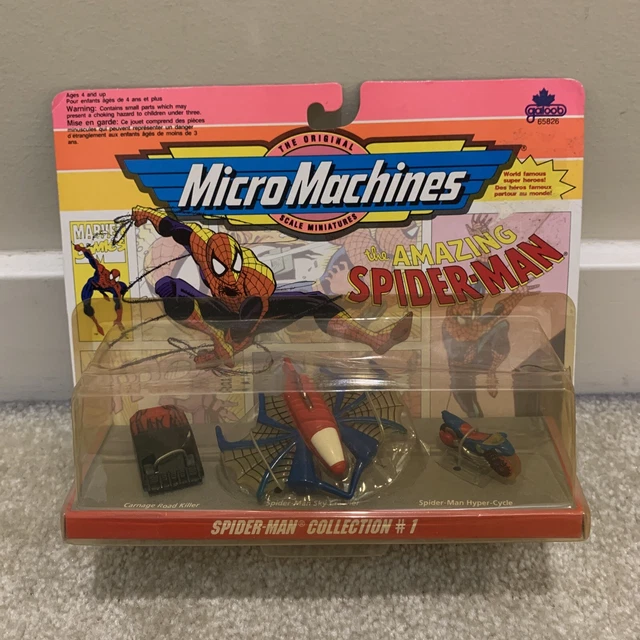 Ages 4 and up
Pour enfants âgés de 4 ans et plus
Warning: Contains small parts which may
present a choking hazard to children under three.
Mise en garde: Ce jouet comprend des pièces
minuscules qui peuvent représenter un danger
d'étranglement aux enfants âgés de moins de 3
ans.
galoob
65826
THE ORIGINAL
Micro Machines
SCALE MINIATURES
World famous
super heroes!
Des héros fameux
partout au monde!
MARVEL
the AMAZING
SPIDER-MAN
Carnage Road Killer
Spider-Man Sky
Spider-Man Hyper-Cycle
SPIDER-MAN COLLECTION #1